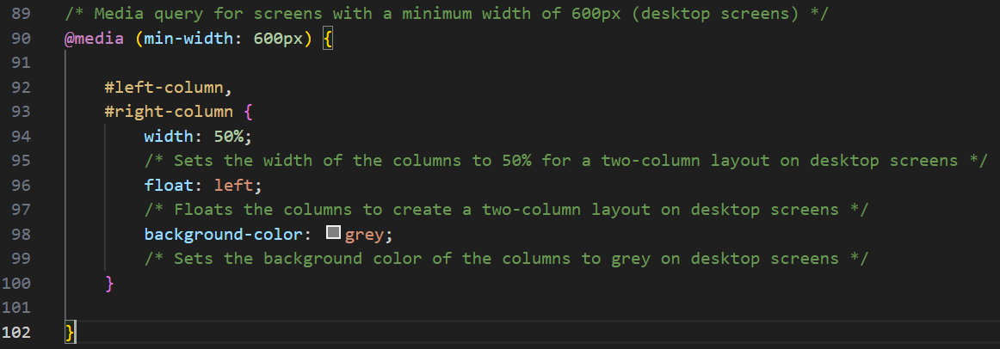 89 /* Media query for screens with a minimum width of 600px (desktop screens) */
90 @media (min-width: 600px) {
91
92     #left-column,
93     #right-column {
94         width: 50%;
95         /* Sets the width of the columns to 50% for a two-column layout on desktop screens */
96         float: left;
97         /* Floats the columns to create a two-column layout on desktop screens */
98         background-color: grey;
99         /* Sets the background color of the columns to grey on desktop screens */
100     }
101
102 }